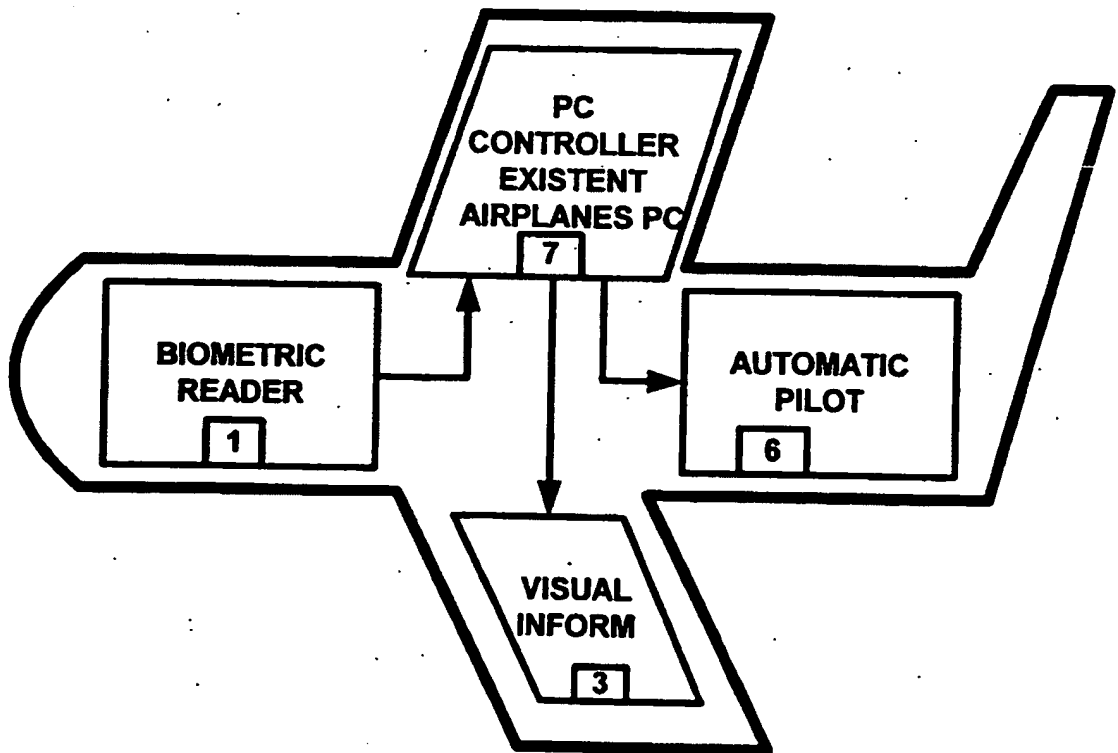 PC
CONTROLLER
EXISTENT
AIRPLANES PC
7
BIOMETRIC
READER
1
AUTOMATIC
PILOT
6
VISUAL
INFORM
3